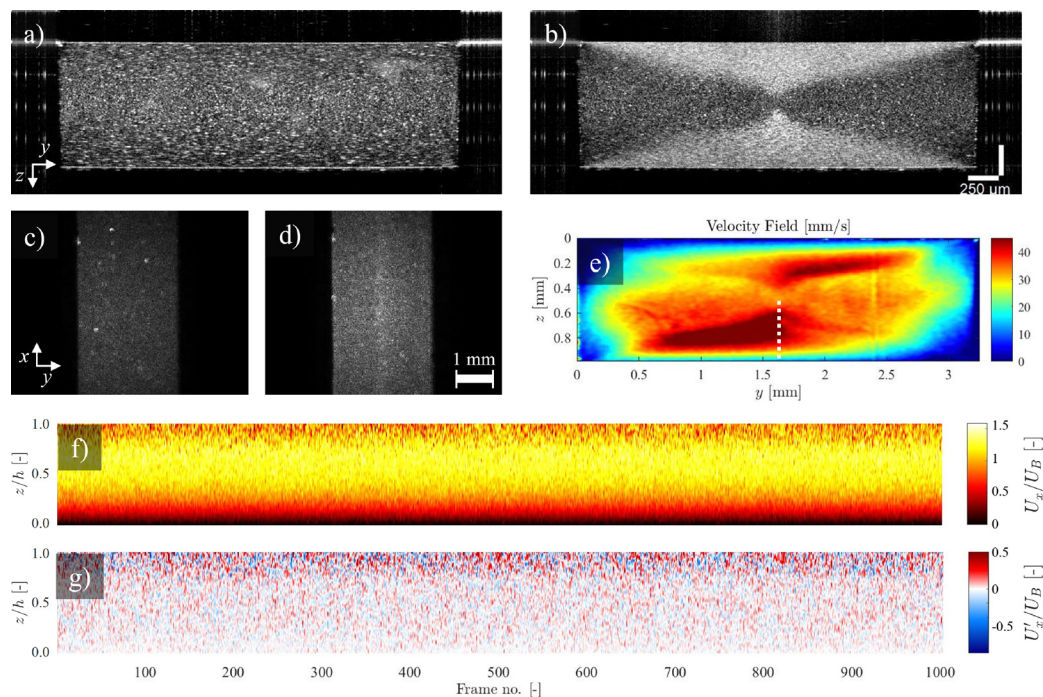 a)
b)
y
z
250 um
c)
d)
x
y
1 mm
Velocity Field [mm/s]
e)
0
0.2
0.4
0.6
0.8
z [mm]
0
1
2
3
0.5
1.5
2.5
y [mm]
40
30
20
10
0
f)
1.0
0.5
0.0
z/h [-]
1.5
1
0.5
0
U_x/U_B [-]
g)
1.0
0.5
0.0
z/h [-]
0.5
0
-0.5
U'_x/U_B [-]
100 200 300 400 500 600 700 800 900 1000
Frame no. [-]